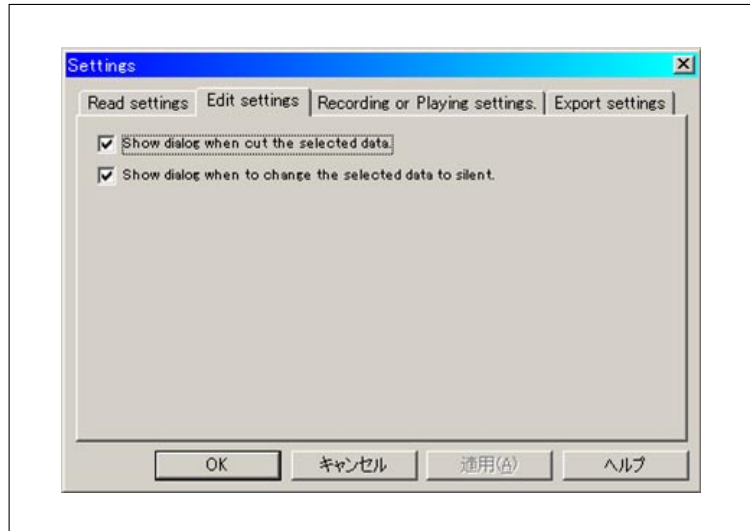 Settings
Read settings Edit settings Recording or Playing settings. Export settings
Show dialog when cut the selected data.
Show dialog when to change the selected data to silent.
OK キャンセル 適用(A) ヘルプ